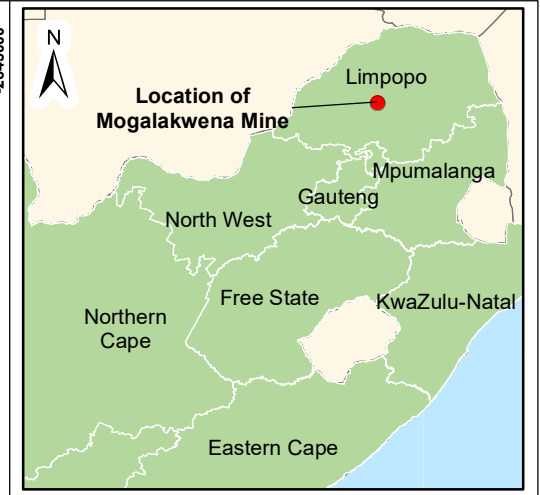 N
Limpopo
Location of
Mogalakwena Mine
Mpumalanga
Gauteng
North West
Free State
KwaZulu-Natal
Northern
Cape
Eastern Cape